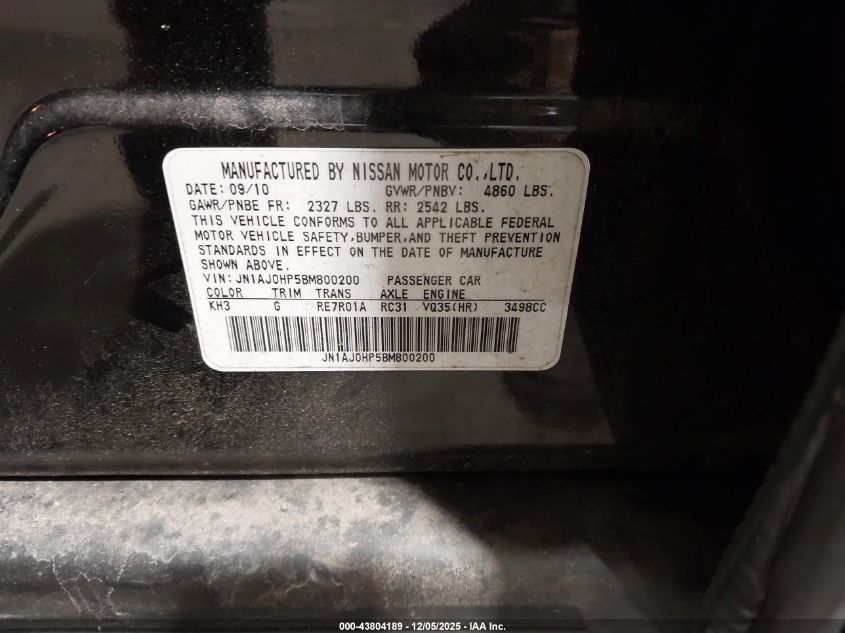 MANUFACTURED BY NISSAN MOTOR CO.,LTD.
DATE: 09/10 GVWR/PNBV: 4860 LBS.
GAWR/PNBE FR: 2327 LBS. RR: 2542 LBS.
THIS VEHICLE CONFORMS TO ALL APPLICABLE FEDERAL
MOTOR VEHICLE SAFETY,BUMPER,AND THEFT PREVENTION
STANDARDS IN EFFECT ON THE DATE OF MANUFACTURE
SHOWN ABOVE.
VIN: JN1AJ0HP5BM800200 PASSENGER CAR
COLOR TRIM TRANS AXLE ENGINE
KH3 G RE7R01A RC31 VQ35(HR) 3498CC
JN1AJ0HP5BM800200
000-43804189 - 12/05/2025 - IAA Inc.